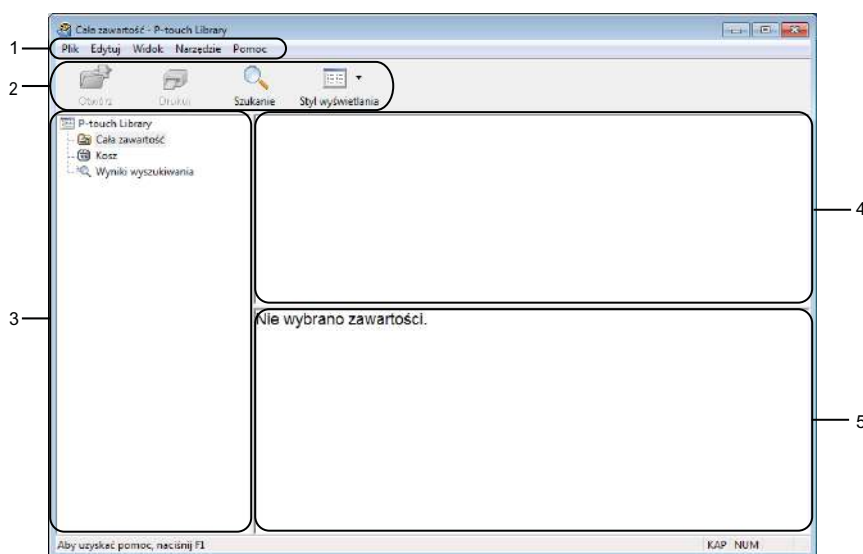 Cała zawartość - P-touch Library
1
Plik Edytuj Widok Narzędzie Pomoc
2
Otwórz Drukuj Szukanie Styl wyświetlania
P-touch Library
Cała zawartość
Kosz
Wyniki wyszukiwania
4
3
Nie wybrano zawartości.
5
Aby uzyskać pomoc, naciśnij F1 KAP NUM